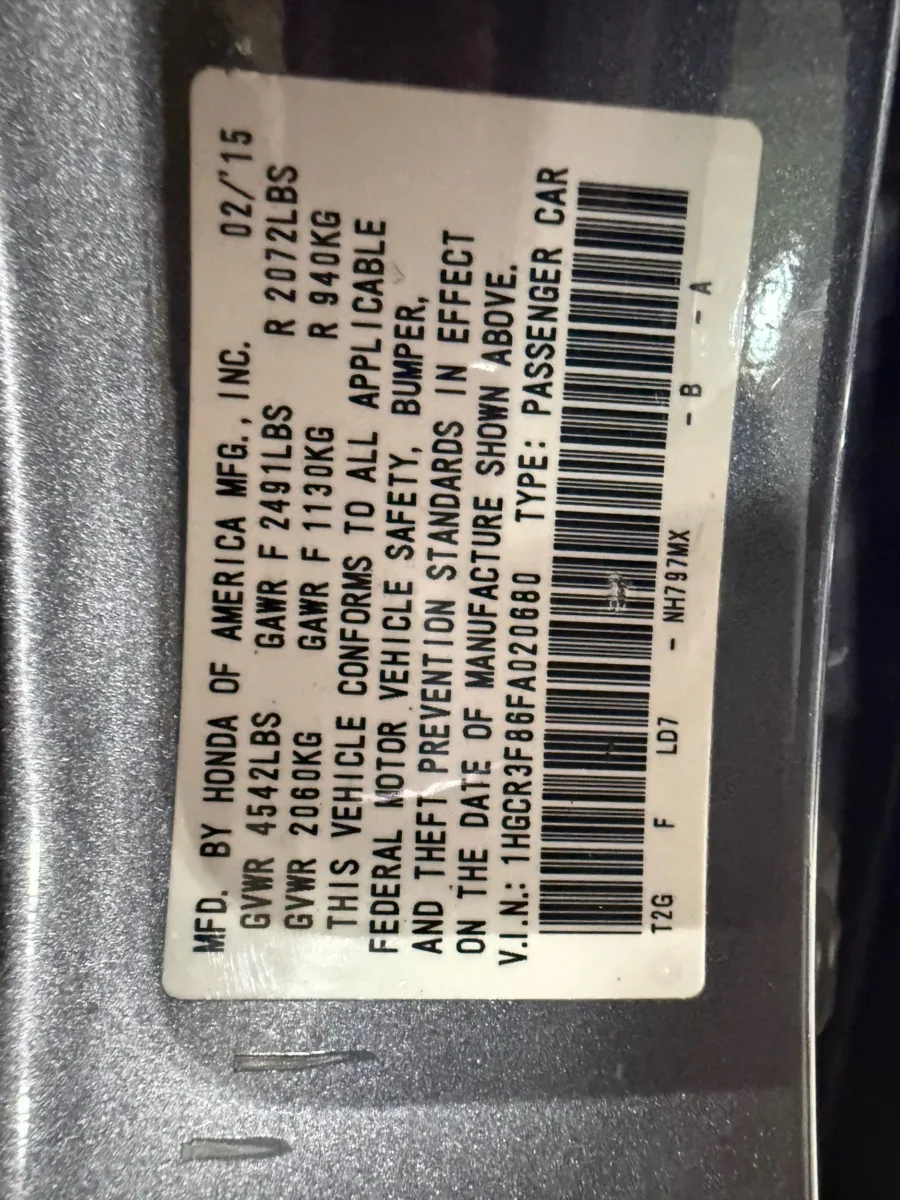 MFD. BY HONDA OF AMERICA MFG., INC. 02/'15
GVWR 4542LBS GAWR F 2491LBS R 2072LBS
GVWR 2060KG GAWR F 1130KG R 940KG
THIS VEHICLE CONFORMS TO ALL APPLICABLE
FEDERAL MOTOR VEHICLE SAFETY, BUMPER,
AND THEFT PREVENTION STANDARDS IN EFFECT
ON THE DATE OF MANUFACTURE SHOWN ABOVE.
V.I.N.: 1HGCR3F86FA020680 TYPE: PASSENGER CAR
T2G F LD7 - NH797MX - B - A